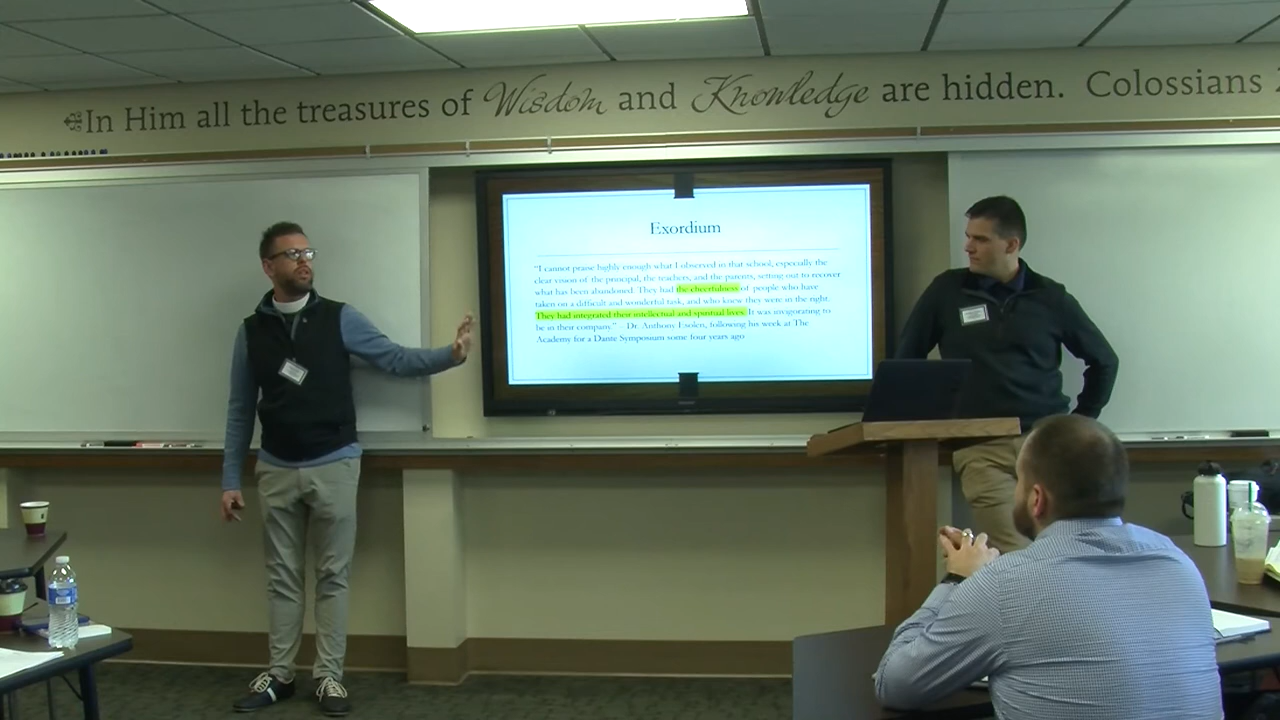 In Him all the treasures of Wisdom and Knowledge are hidden. Colossians 2
Exordium
"I cannot praise highly enough what I observed in that school, especially the
clear vision of the principal, the teachers, and the parents, setting out to recover
what has been abandoned. They had the cheerfulness of people who have
taken on a difficult and wonderful task, and who knew they were in the right.
They had integrated their intellectual and spiritual lives. It was invigorating to
be in their company." - Dr. Anthony Esolen, following his week at The
Academy for a Dante Symposium some four years ago